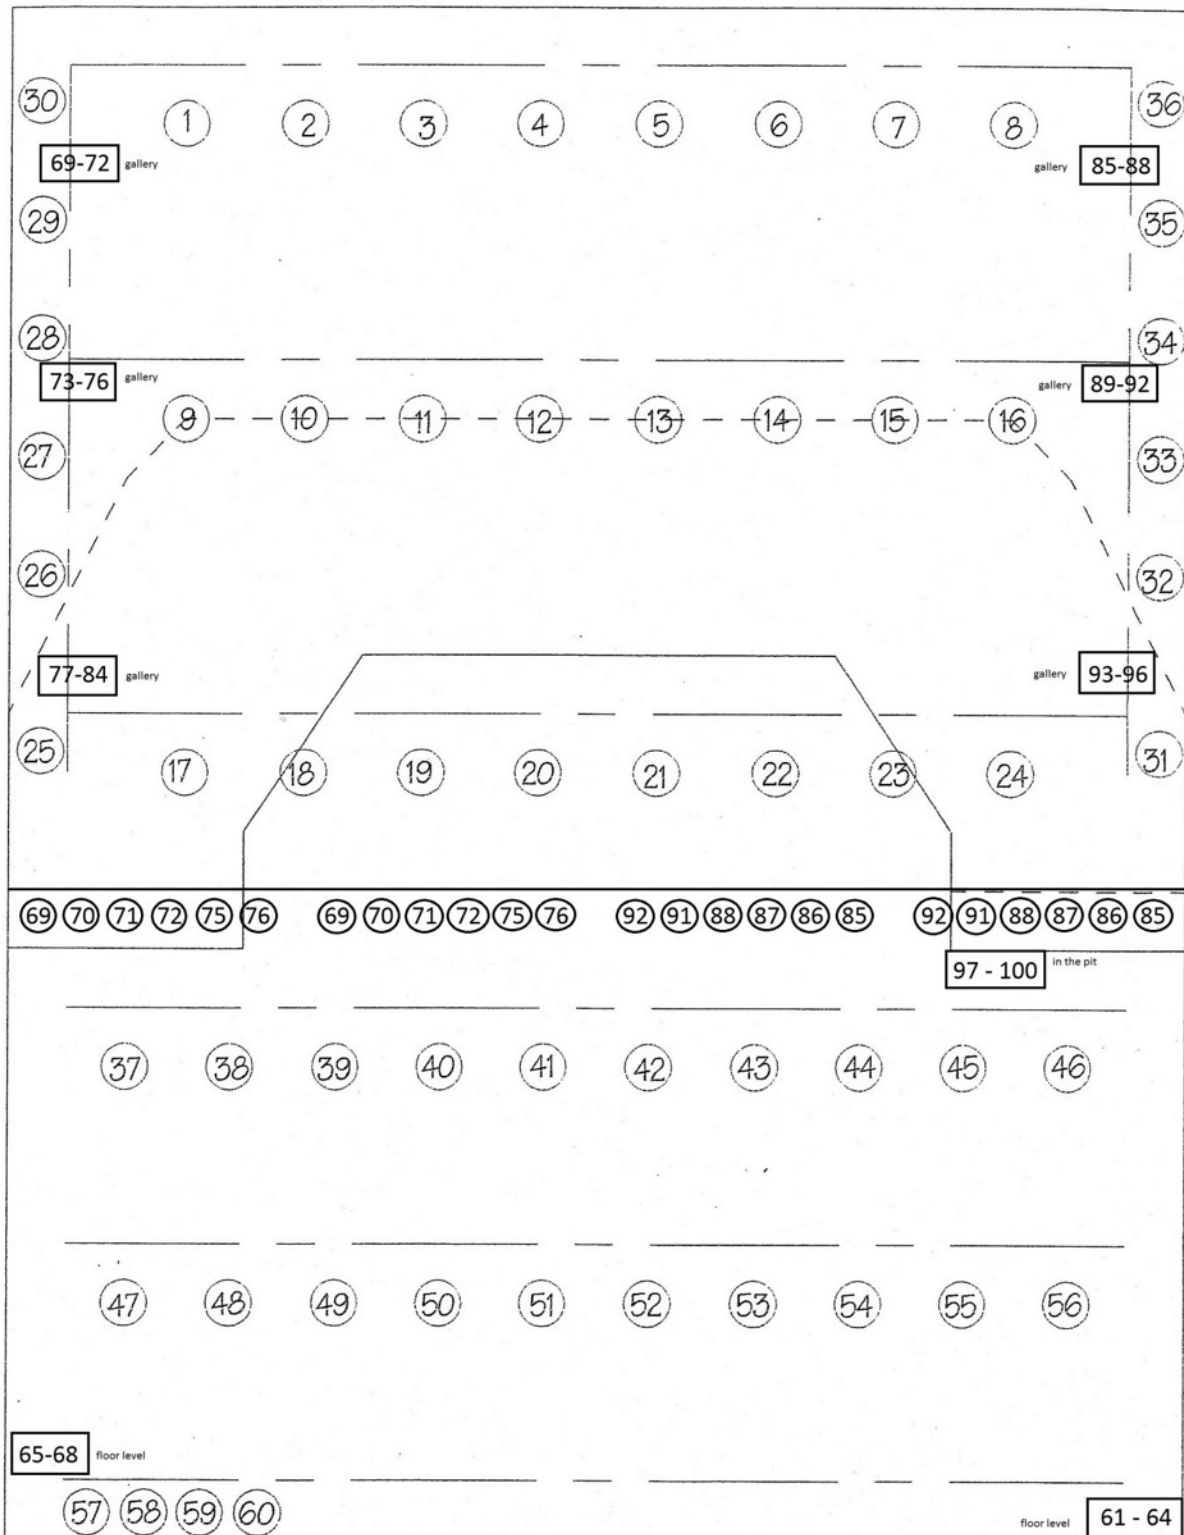 30 1 2 3 4 5 6 7 8 36
69-72 gallery gallery 85-88
29 35
28 34
73-76 gallery gallery 89-92
9 10 11 12 13 14 15 16
27 33
26 32
77-84 gallery gallery 93-96
25 17 18 19 20 21 22 23 24 31
69 70 71 72 75 76 69 70 71 72 75 76 92 91 88 87 86 85 92 91 88 87 86 85
97 - 100 in the pit
37 38 39 40 41 42 43 44 45 46
47 48 49 50 51 52 53 54 55 56
65-68 floor level
57 58 59 60 floor level 61 - 64